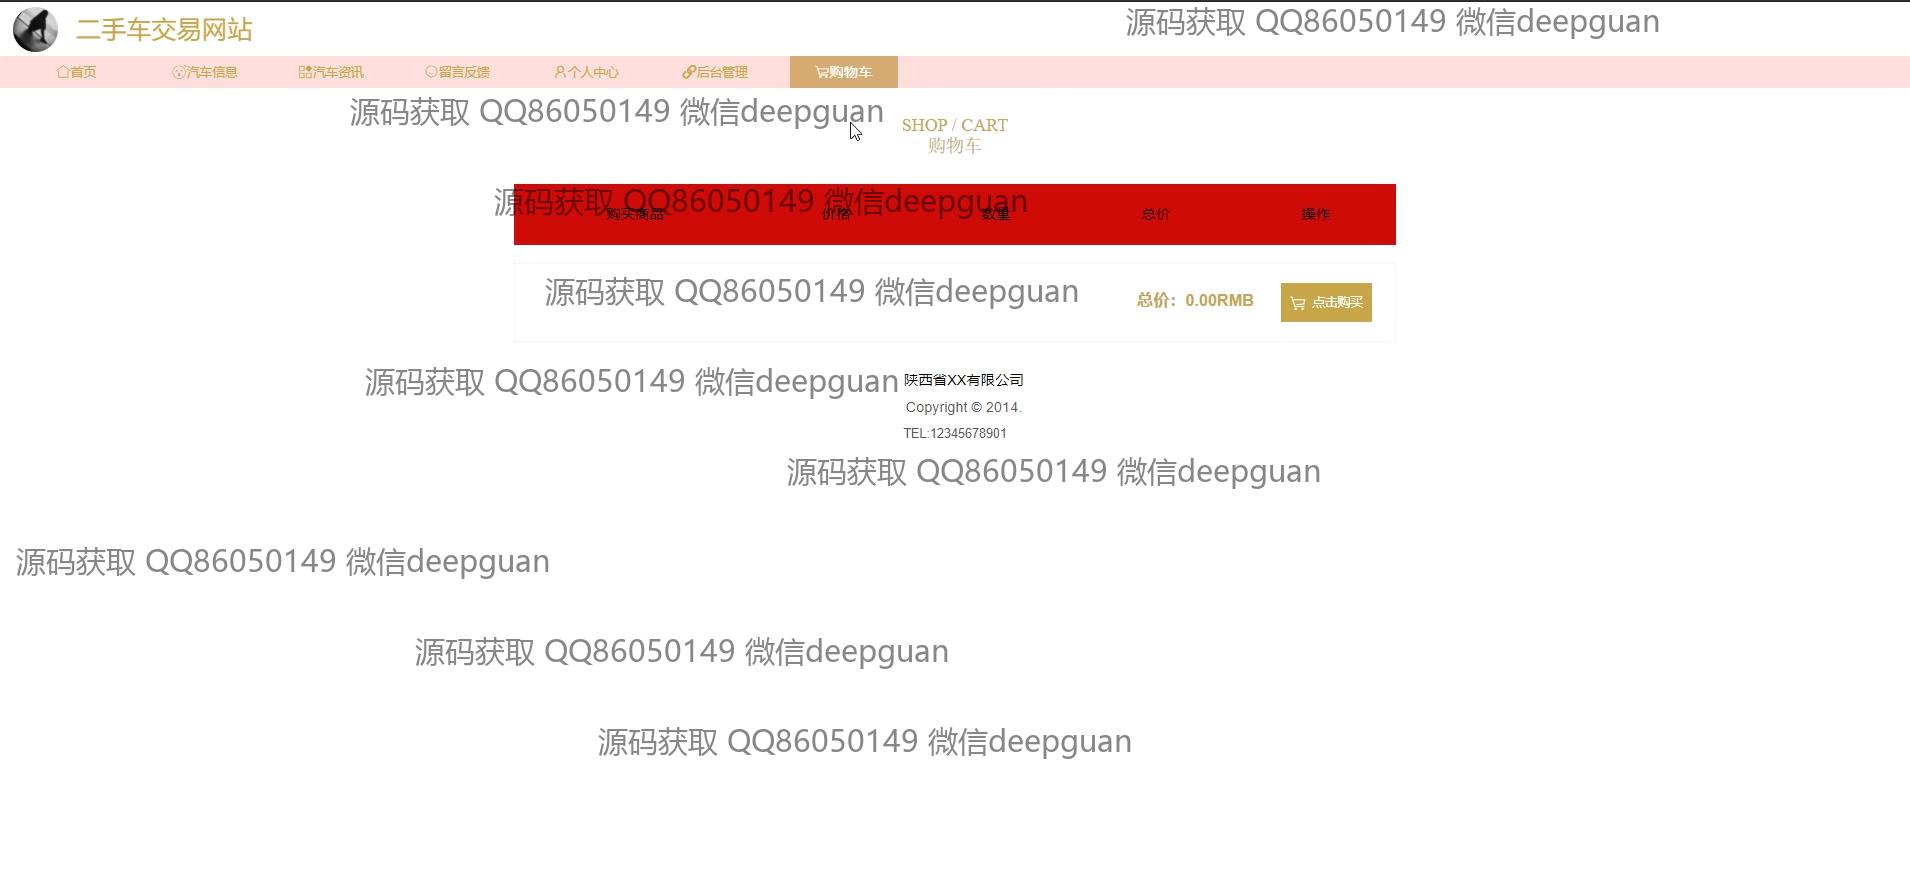 二手车交易网站
源码获取 QQ86050149 微信deepguan
首页 汽车信息 汽车资讯 留言反馈 个人中心 后台管理 购物车
源码获取 QQ86050149 微信deepguan
SHOP / CART
购物车
源码获取 QQ86050149 微信deepguan
购买商品 价格 数量 总价 操作
源码获取 QQ86050149 微信deepguan
总价：0.00RMB 点击购买
源码获取 QQ86050149 微信deepguan
陕西省XX有限公司
Copyright © 2014.
TEL:12345678901
源码获取 QQ86050149 微信deepguan
源码获取 QQ86050149 微信deepguan
源码获取 QQ86050149 微信deepguan
源码获取 QQ86050149 微信deepguan